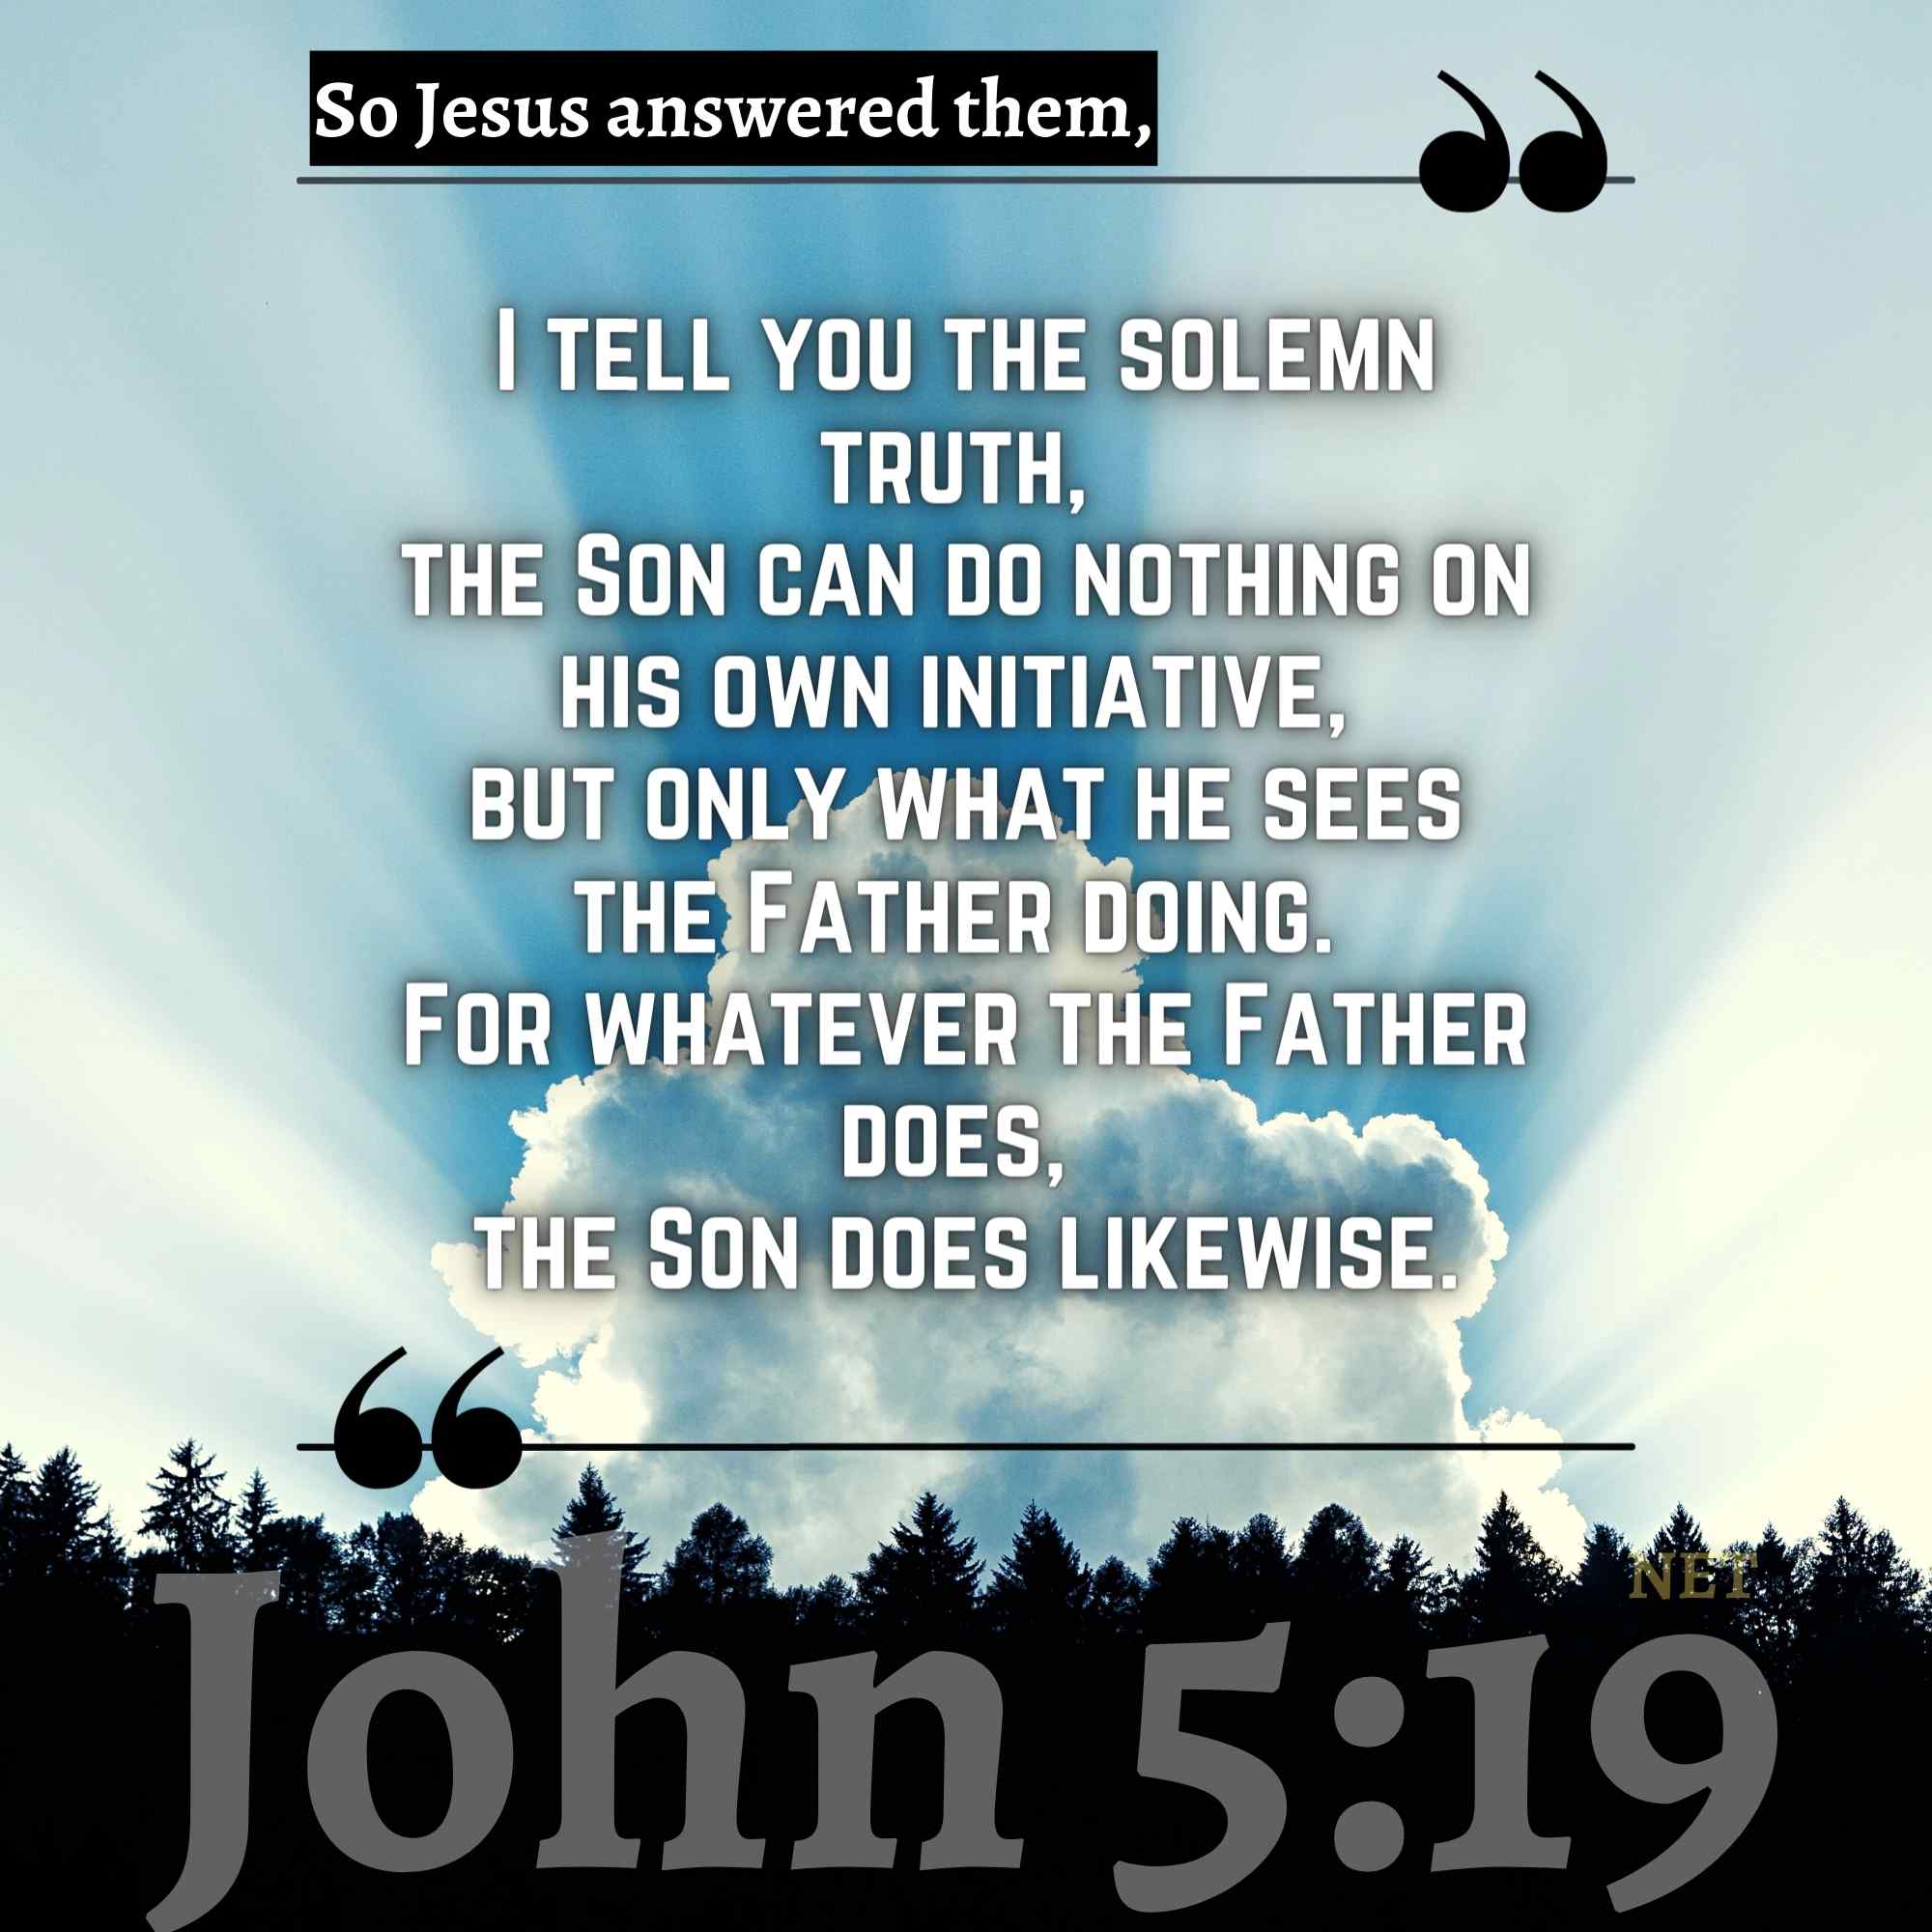 So Jesus answered them,
”
I tell you the solemn
truth,
the Son can do nothing on
his own initiative,
but only what he sees
the Father doing.
For whatever the Father
does,
the Son does likewise.
“
NET
John 5:19